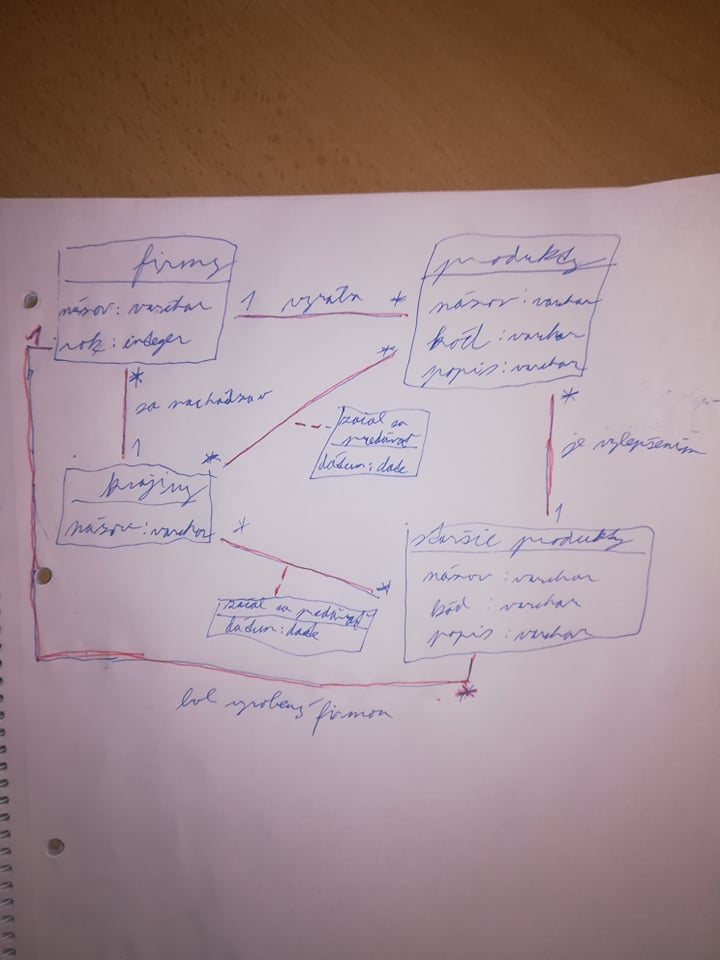 firmy
názov : varchar
rok : integer
1 vyrába *
produkty
názov : varchar
kód : varchar
popis : varchar
1
*
sa nachádzať
1
*
*
začal sa
predávať
dátum : date
*
je vylepšením
1
krajiny
názov : varchar
*
*
začal sa predávať
dátum : date
staršie produkty
názov : varchar
kód : varchar
popis : varchar
*
bol vyrobený firmou